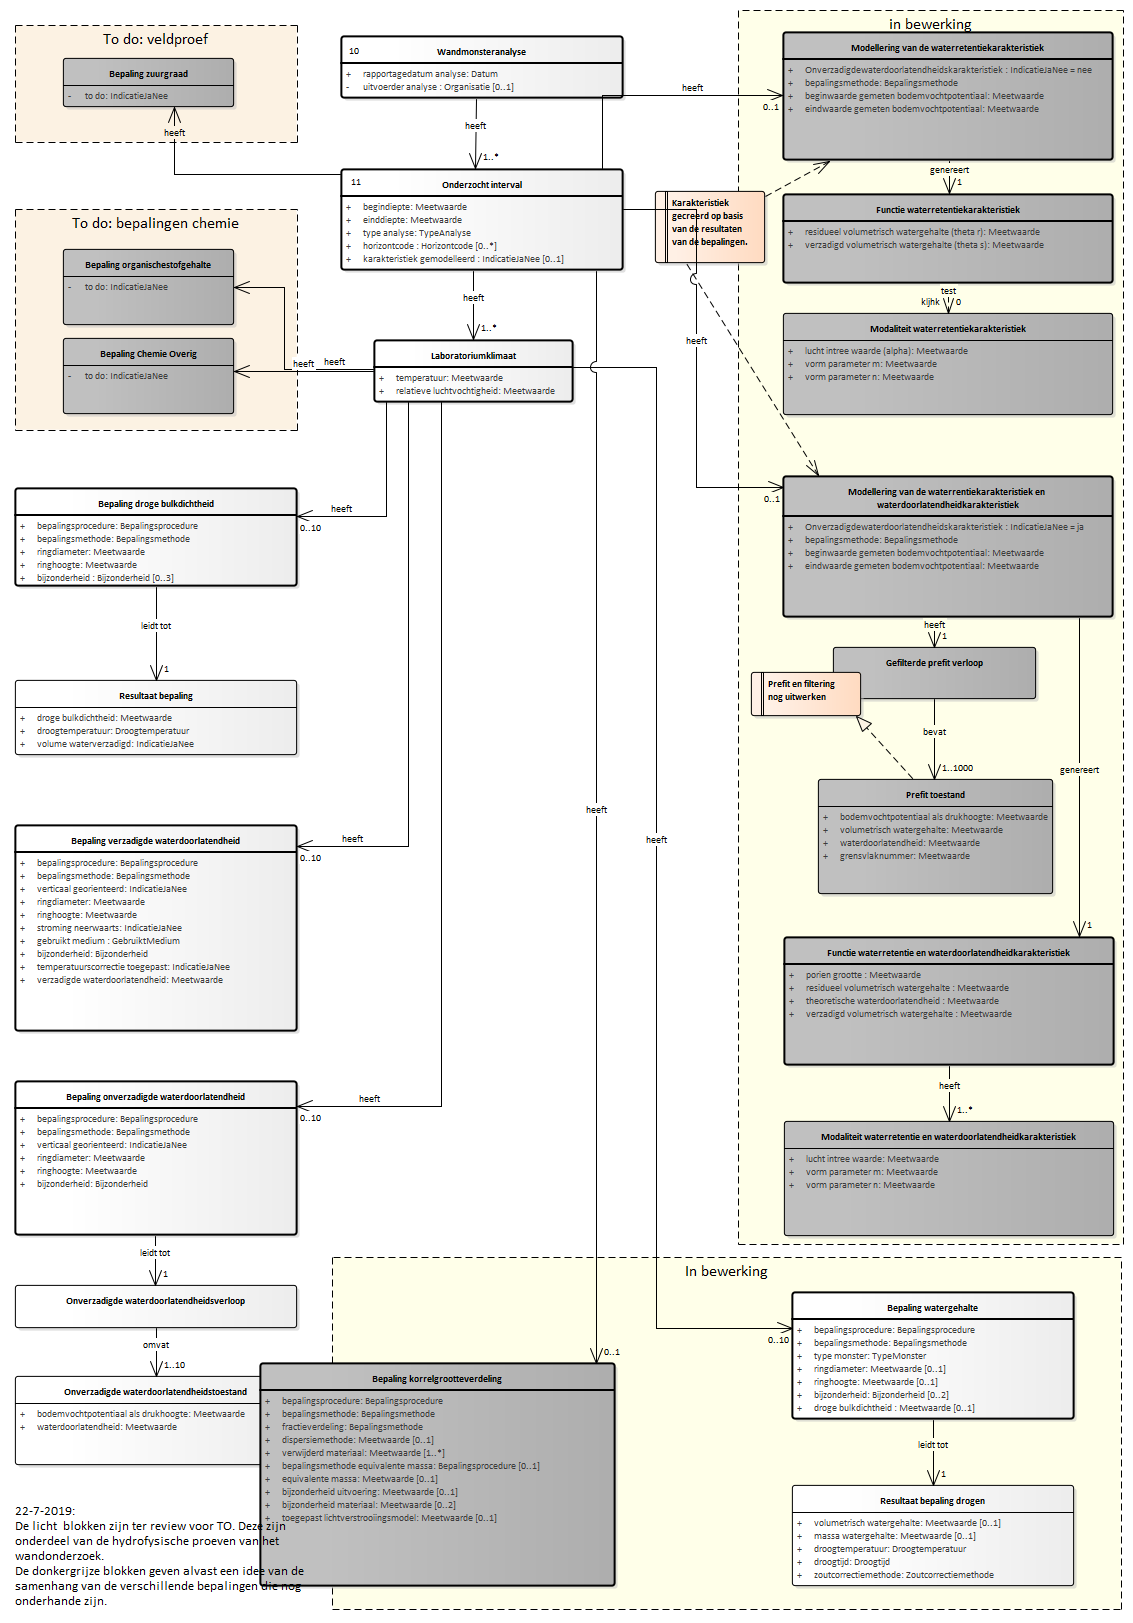 To do: veldproef
Bepaling zuurgraad
- to do: IndicatieJaNee
heeft
10
Wandmonsteranalyse
+ rapportagedatum analyse: Datum
- uitvoerder analyse : Organisatie [0..1]
heeft
1..*
11
Onderzocht interval
+ begindiepte: Meetwaarde
+ einddiepte: Meetwaarde
+ type analyse: TypeAnalyse
+ horizontcode : Horizontcode [0..*]
+ karakteristiek gemodelleerd : IndicatieJaNee [0..1]
heeft
1..*
Laboratoriumklimaat
+ temperatuur: Meetwaarde
+ relatieve luchtvochtigheid: Meetwaarde
To do: bepalingen chemie
Bepaling organischestofgehalte
- to do: IndicatieJaNee
Bepaling Chemie Overig
- to do: IndicatieJaNee
heeft
heeft
in bewerking
heeft
0..1
Modellering van de waterretentiekarakteristiek
+ Onverzadigdewaterdoorlatendheidskarakteristiek : IndicatieJaNee = nee
+ bepalingsmethode: Bepalingsmethode
+ beginwaarde gemeten bodemvochtpotentiaal: Meetwaarde
+ eindwaarde gemeten bodemvochtpotentiaal: Meetwaarde
genereert
1
Karakteristiek
gecreerd op basis
van de resultaten
van de bepalingen.
Functie waterretentiekarakteristiek
+ residueel volumetrisch watergehalte (theta r): Meetwaarde
+ verzadigd volumetrisch watergehalte (theta s): Meetwaarde
test
kljhk
0
Modaliteit waterretentiekarakteristiek
+ lucht intree waarde (alpha): Meetwaarde
+ vorm parameter m: Meetwaarde
+ vorm parameter n: Meetwaarde
heeft
0..1
Modellering van de waterrentiekarakteristiek en
waterdoorlatendheidkarakteristiek
+ Onverzadigdewaterdoorlatendheidskarakteristiek : IndicatieJaNee = ja
+ bepalingsmethode: Bepalingsmethode
+ beginwaarde gemeten bodemvochtpotentiaal: Meetwaarde
+ eindwaarde gemeten bodemvochtpotentiaal: Meetwaarde
heeft
1
Gefilterde prefit verloop
Prefit en filtering
nog uitwerken
bevat
1..1000
genereert
1
Prefit toestand
+ bodemvochtpotentiaal als drukhoogte: Meetwaarde
+ volumetrisch watergehalte: Meetwaarde
+ waterdoorlatendheid: Meetwaarde
+ grensvlaknummer: Meetwaarde
Functie waterretentie en waterdoorlatendheidkarakteristiek
+ porien grootte : Meetwaarde
+ residueel volumetrisch watergehalte : Meetwaarde
+ theoretische waterdoorlatendheid : Meetwaarde
+ verzadigd volumetrisch watergehalte : Meetwaarde
heeft
1..*
Modaliteit waterretentie en waterdoorlatendheidkarakteristiek
+ lucht intree waarde: Meetwaarde
+ vorm parameter m: Meetwaarde
+ vorm parameter n: Meetwaarde
heeft
0..10
Bepaling droge bulkdichtheid
+ bepalingsprocedure: Bepalingsprocedure
+ bepalingsmethode: Bepalingsmethode
+ ringdiameter: Meetwaarde
+ ringhoogte: Meetwaarde
+ bijzonderheid : Bijzonderheid [0..3]
leidt tot
1
Resultaat bepaling
+ droge bulkdichtheid: Meetwaarde
+ droogtemperatuur: Droogtemperatuur
+ volume waterverzadigd: IndicatieJaNee
heeft
0..10
Bepaling verzadigde waterdoorlatendheid
+ bepalingsprocedure: Bepalingsprocedure
+ bepalingsmethode: Bepalingsmethode
+ verticaal georienteerd: IndicatieJaNee
+ ringdiameter: Meetwaarde
+ ringhoogte: Meetwaarde
+ stroming neerwaarts: IndicatieJaNee
+ gebruikt medium : GebruiktMedium
+ bijzonderheid: Bijzonderheid
+ temperatuurscorrectie toegepast: IndicatieJaNee
+ verzadigde waterdoorlatendheid: Meetwaarde
heeft
0..10
Bepaling onverzadigde waterdoorlatendheid
+ bepalingsprocedure: Bepalingsprocedure
+ bepalingsmethode: Bepalingsmethode
+ verticaal georienteerd: IndicatieJaNee
+ ringdiameter: Meetwaarde
+ ringhoogte: Meetwaarde
+ bijzonderheid: Bijzonderheid
leidt tot
1
Onverzadigde waterdoorlatendheidsverloop
omvat
1..10
Onverzadigde waterdoorlatendheidstoestand
+ bodemvochtpotentiaal als drukhoogte: Meetwaarde
+ waterdoorlatendheid: Meetwaarde
heeft
0..1
heeft
0..10
In bewerking
Bepaling korrelgrootteverdeling
+ bepalingsprocedure: Bepalingsprocedure
+ bepalingsmethode: Bepalingsmethode
+ fractieverdeling: Bepalingsmethode
+ dispersiemethode: Meetwaarde [0..1]
+ verwijderd materiaal: Meetwaarde [1..*]
+ bepalingsmethode equivalente massa: Bepalingsprocedure [0..1]
+ equivalente massa: Meetwaarde [0..1]
+ bijzonderheid uitvoering: Meetwaarde [0..1]
+ bijzonderheid materiaal: Meetwaarde [0..2]
+ toegepast lichtverstrooiingsmodel: Meetwaarde [0..1]
Bepaling watergehalte
+ bepalingsprocedure: Bepalingsprocedure
+ bepalingsmethode: Bepalingsmethode
+ type monster: TypeMonster
+ ringdiameter: Meetwaarde [0..1]
+ ringhoogte: Meetwaarde [0..1]
+ bijzonderheid: Bijzonderheid [0..2]
+ droge bulkdichtheid : Meetwaarde [0..1]
leidt tot
1
Resultaat bepaling drogen
+ volumetrisch watergehalte: Meetwaarde [0..1]
+ massa watergehalte: Meetwaarde [0..1]
+ droogtemperatuur: Droogtemperatuur
+ droogtijd: Droogtijd
+ zoutcorrectiemethode: Zoutcorrectiemethode
22-7-2019:
De licht blokken zijn ter review voor TO. Deze zijn
onderdeel van de hydrofysische proeven van het
wandonderzoek.
De donkergrijze blokken geven alvast een idee van de
samenhang van de verschillende bepalingen die nog
onderhande zijn.